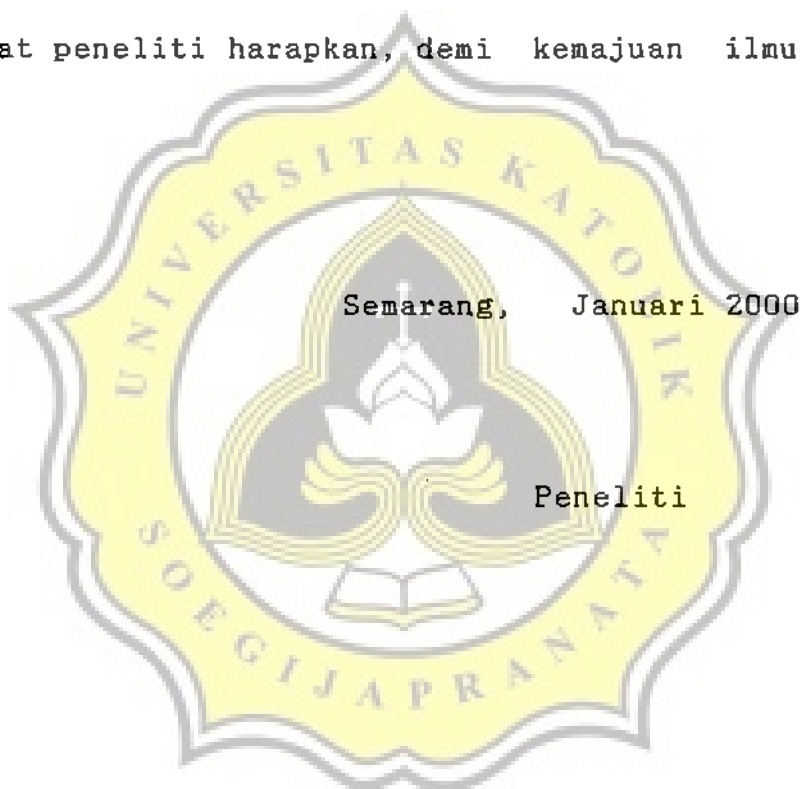 at peneliti harapkan, demi kemajuan ilmu
UNIVERSITAS KATOLIK
Semarang, Januari 2000
Peneliti
SOEGIJAPRANATA